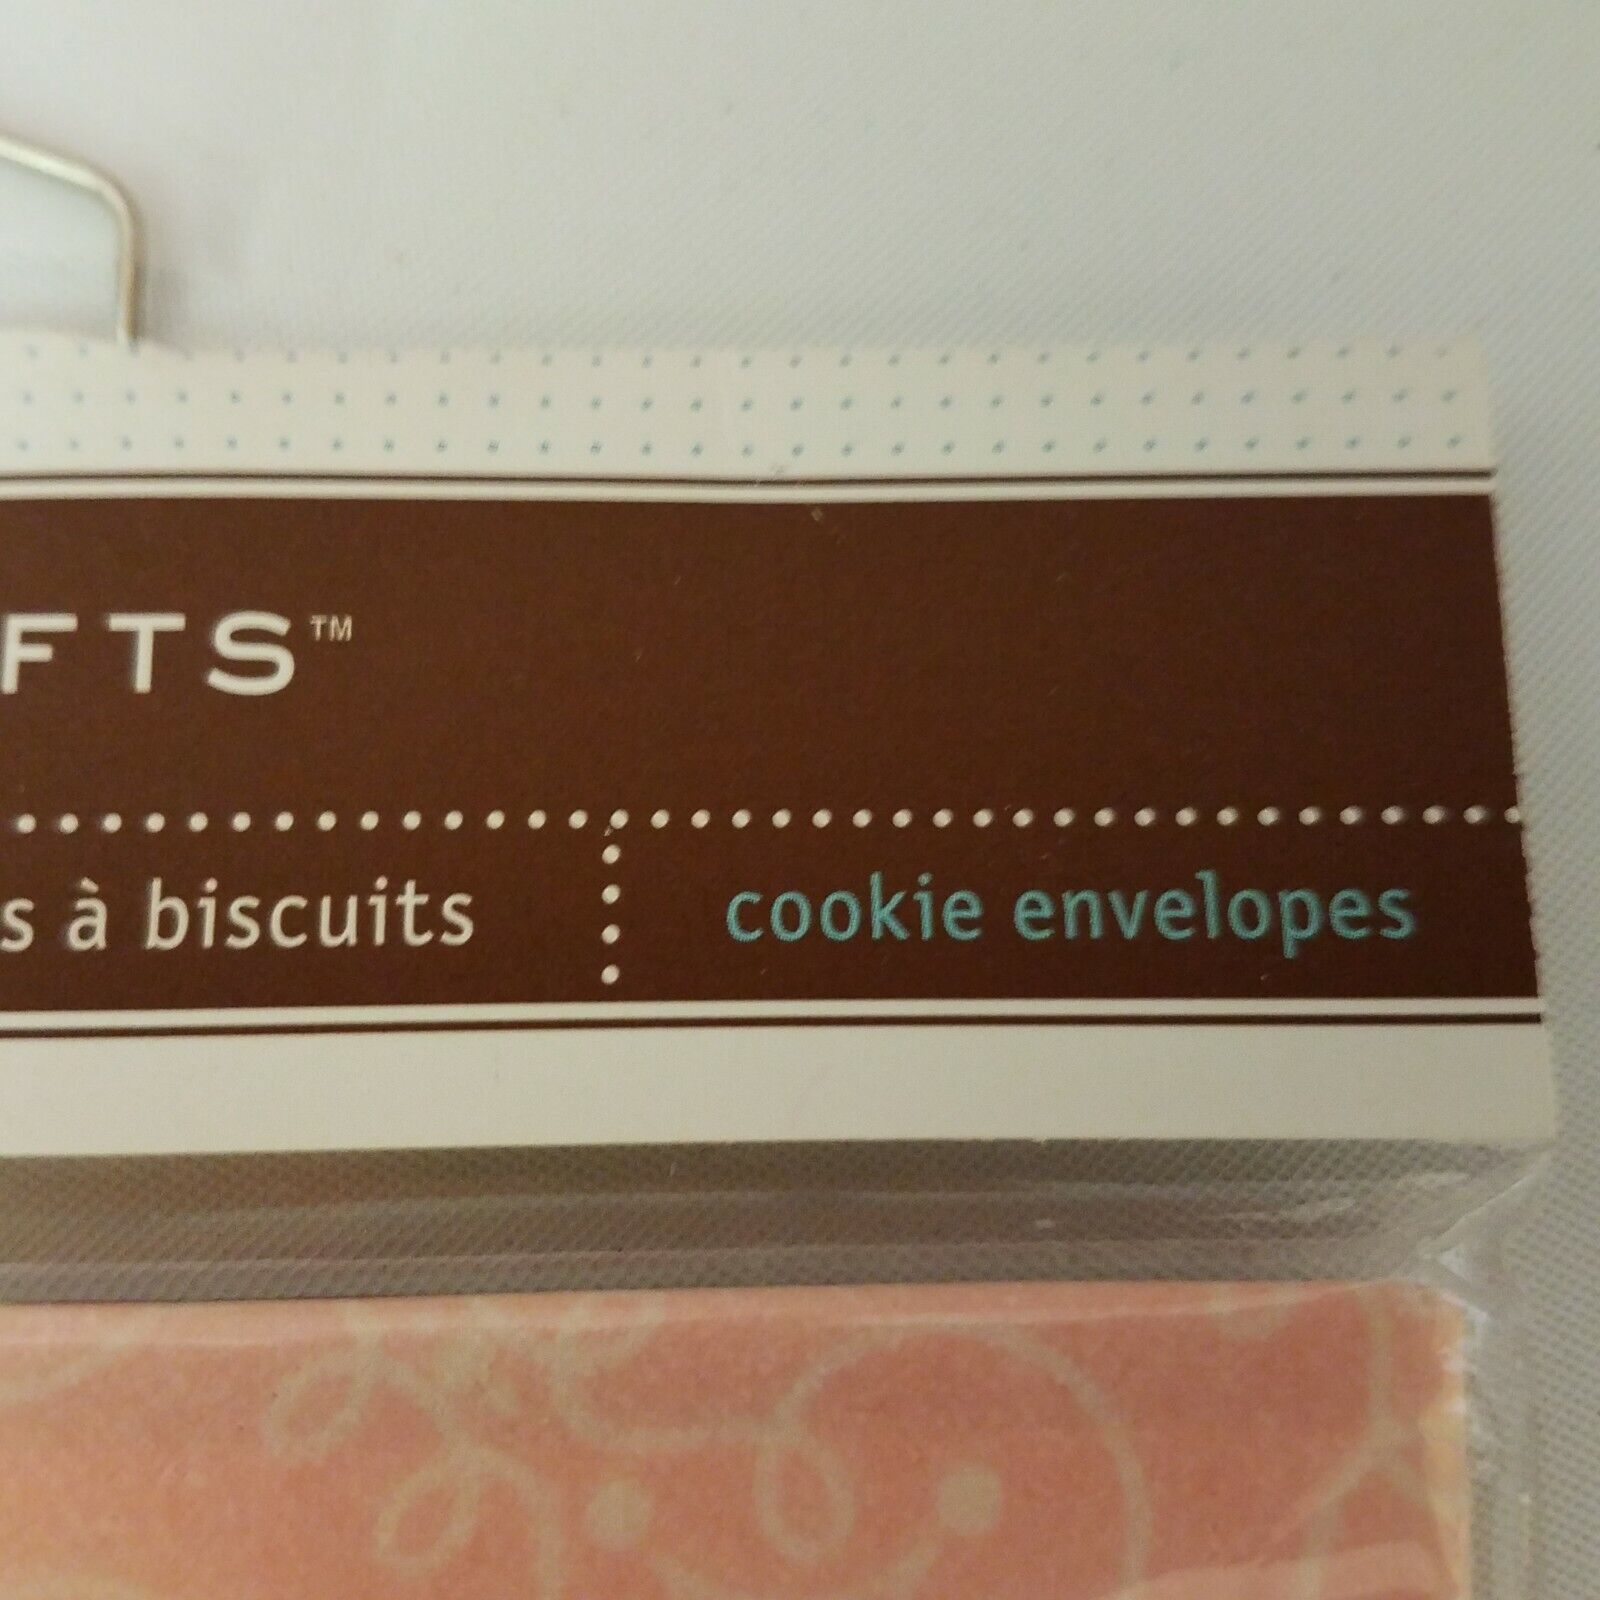 FTS™
s à biscuits
cookie envelopes